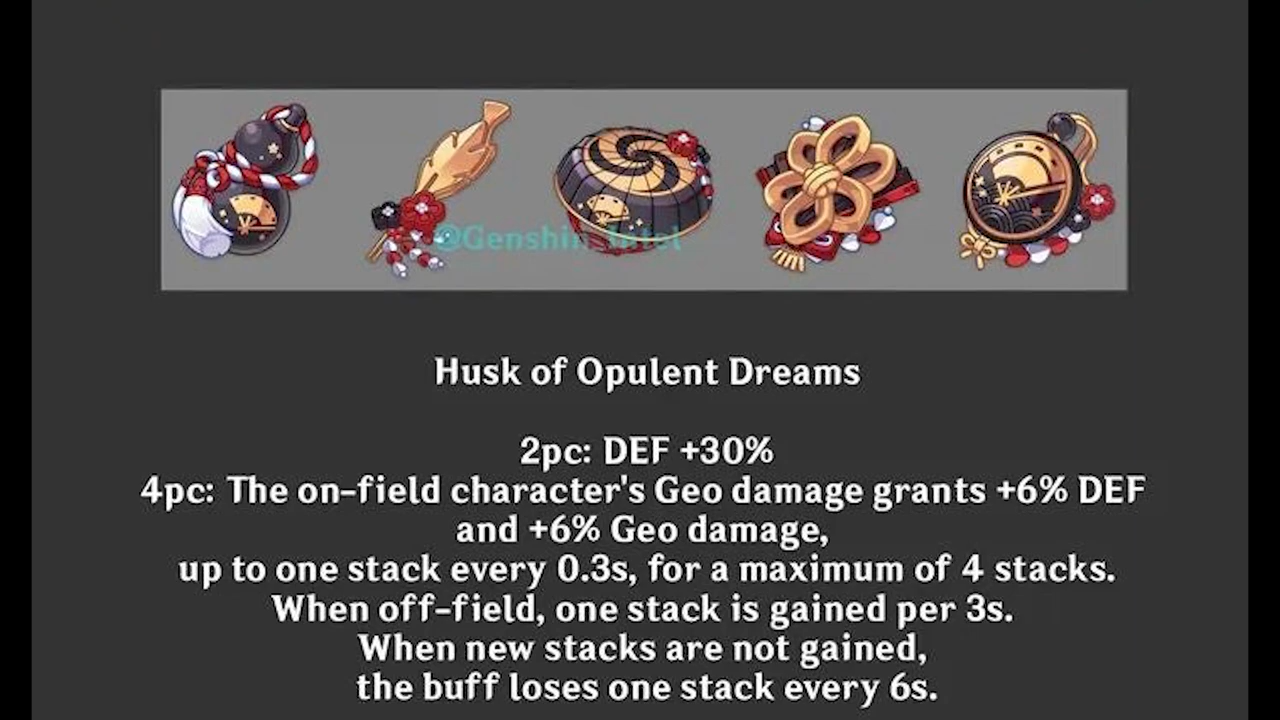 @Genshin_Intel
Husk of Opulent Dreams
2pc: DEF +30%
4pc: The on-field character's Geo damage grants +6% DEF
and +6% Geo damage,
up to one stack every 0.3s, for a maximum of 4 stacks.
When off-field, one stack is gained per 3s.
When new stacks are not gained,
the buff loses one stack every 6s.